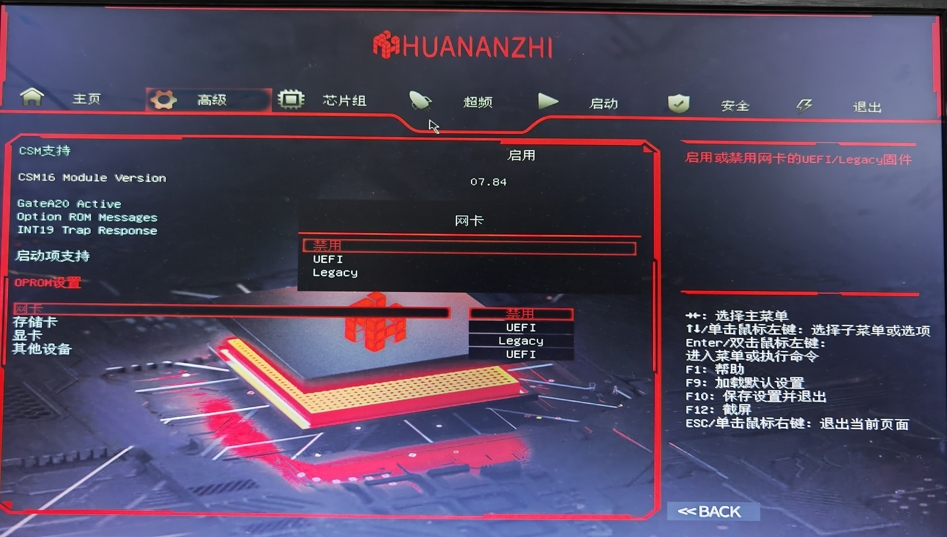 HUANANZHI
主页 高级 芯片组 超频 启动 安全 退出
CSM支持 启用
CSM16 Module Version 07.84
GateA20 Active
Option ROM Messages
INT19 Trap Response
启动项支持
OPROM设置
网卡 禁用
存储卡 UEFI
显卡 Legacy
其他设备 UEFI
网卡
禁用
UEFI
Legacy
启用或禁用网卡的UEFI/Legacy固件
→←: 选择主菜单
↑↓/单击鼠标左键: 选择子菜单或选项
Enter/双击鼠标左键:
进入菜单或执行命令
F1: 帮助
F9: 加载默认设置
F10: 保存设置并退出
F12: 截屏
ESC/单击鼠标右键: 退出当前页面
<<BACK